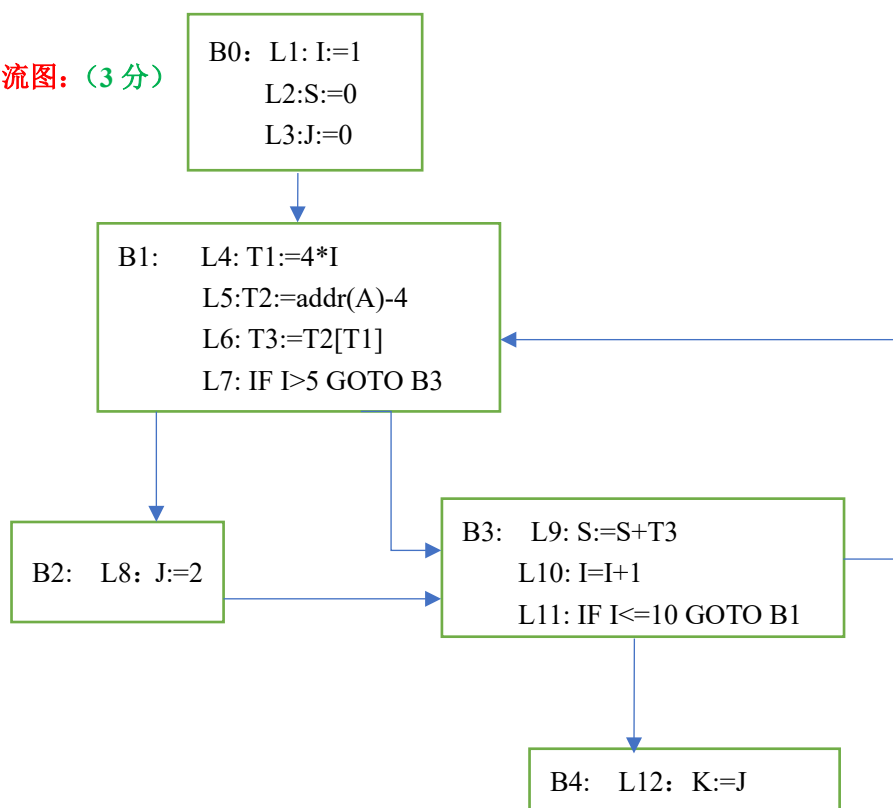 流图：（3 分）
B0：L1: I:=1
L2:S:=0
L3:J:=0
B1: L4: T1:=4*I
L5:T2:=addr(A)-4
L6: T3:=T2[T1]
L7: IF I>5 GOTO B3
B2: L8：J:=2
B3: L9: S:=S+T3
L10: I=I+1
L11: IF I<=10 GOTO B1
B4: L12：K:=J